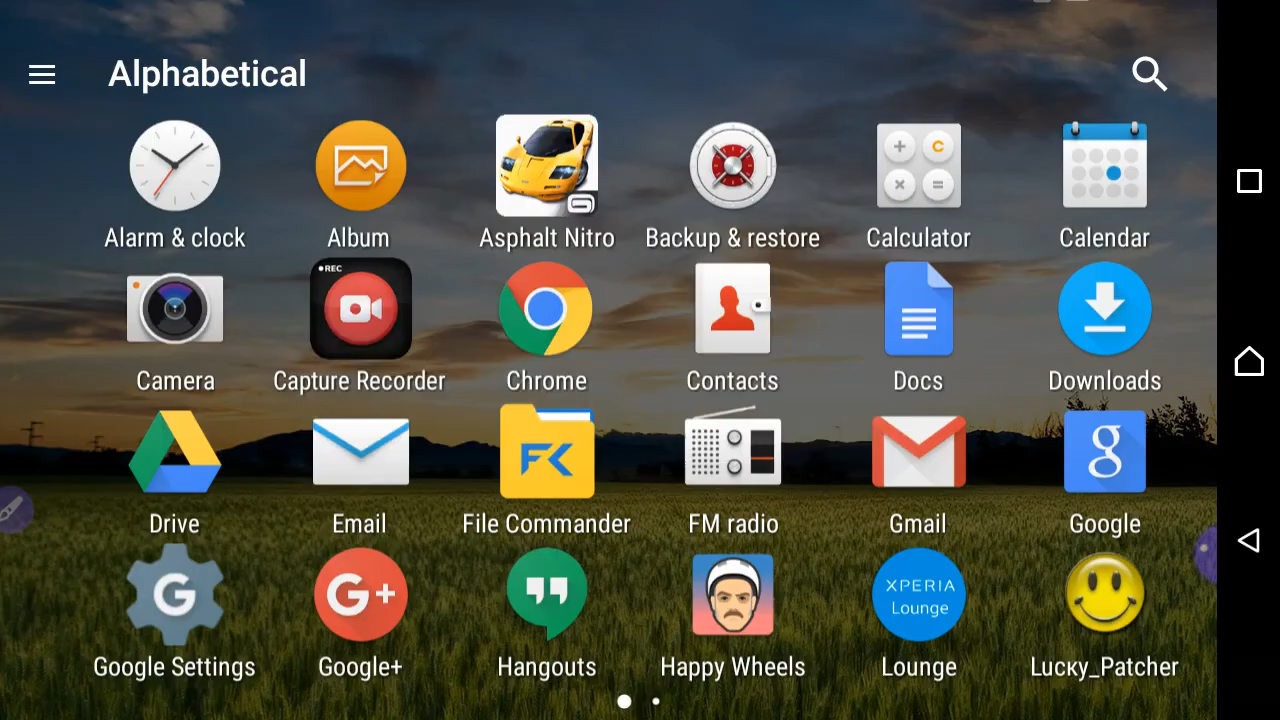 Alphabetical
Alarm & clock
Album
Asphalt Nitro
Backup & restore
Calculator
Calendar
REC
Camera
Capture Recorder
Chrome
Contacts
Docs
Downloads
FK
g
Drive
Email
File Commander
FM radio
Gmail
Google
G
G+
XPERIA
Lounge
Google Settings
Google+
Hangouts
Happy Wheels
Lounge
Lucку_Patcher